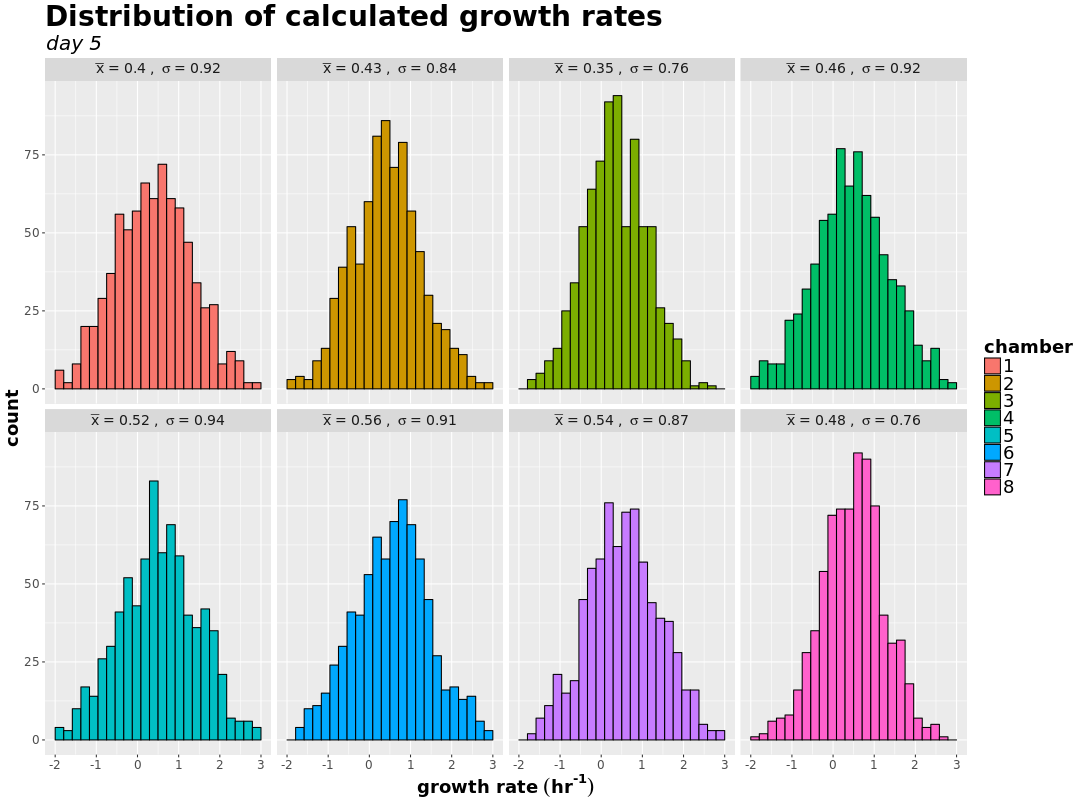 Distribution of calculated growth rates
day 5
x̅ = 0.4 , σ = 0.92
x̅ = 0.43 , σ = 0.84
x̅ = 0.35 , σ = 0.76
x̅ = 0.46 , σ = 0.92
75
50
25
0
x̅ = 0.52 , σ = 0.94
x̅ = 0.56 , σ = 0.91
x̅ = 0.54 , σ = 0.87
x̅ = 0.48 , σ = 0.76
75
50
25
0
-2 -1 0 1 2 3
-2 -1 0 1 2 3
-2 -1 0 1 2 3
-2 -1 0 1 2 3
growth rate (hr⁻¹)
count
chamber
1
2
3
4
5
6
7
8